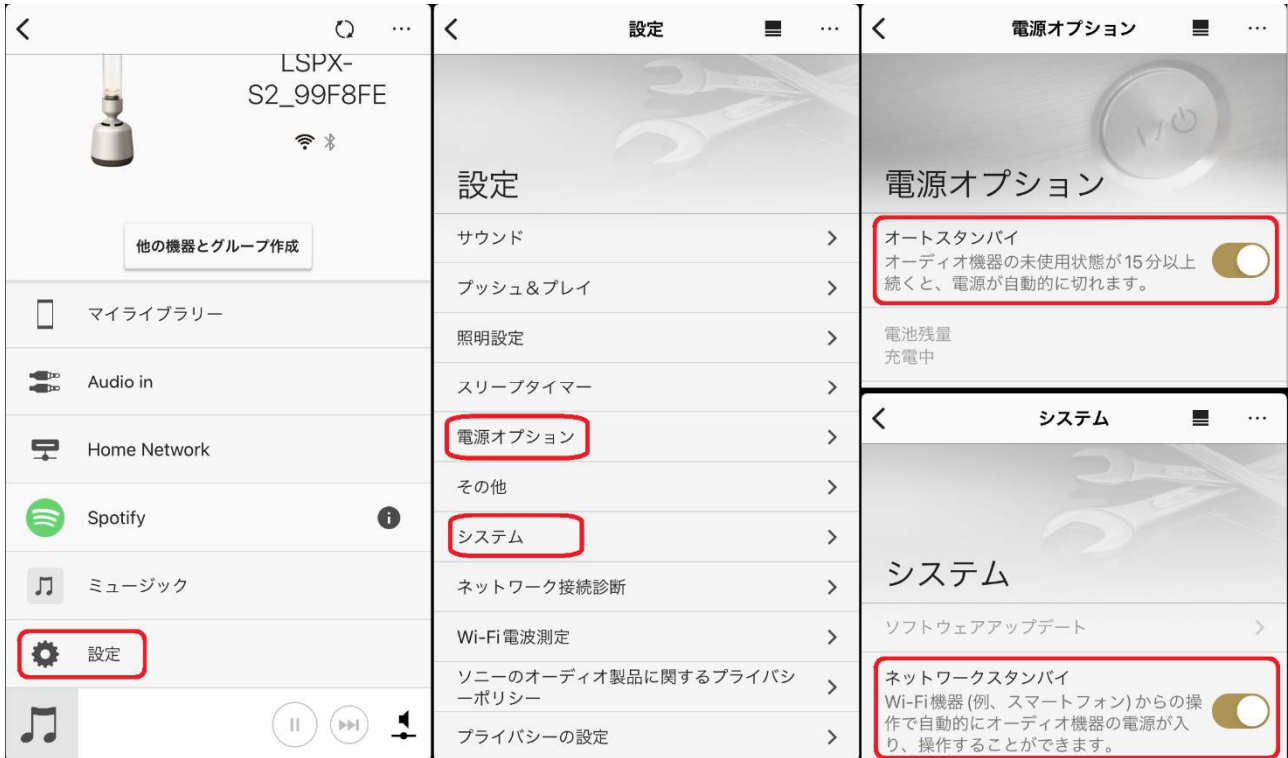 LSPX-
S2_99F8FE
他の機器とグループ作成
マイライブラリー
Audio in
Home Network
Spotify
ミュージック
設定
設定
設定
サウンド
プッシュ&プレイ
照明設定
スリープタイマー
電源オプション
その他
システム
ネットワーク接続診断
Wi-Fi電波測定
ソニーのオーディオ製品に関するプライバシ
ーポリシー
プライバシーの設定
電源オプション
電源オプション
オートスタンバイ
オーディオ機器の未使用状態が15分以上
続くと、電源が自動的に切れます。
電池残量
充電中
システム
システム
ソフトウェアアップデート
ネットワークスタンバイ
Wi-Fi機器 (例、スマートフォン) からの操
作で自動的にオーディオ機器の電源が入
り、操作することができます。